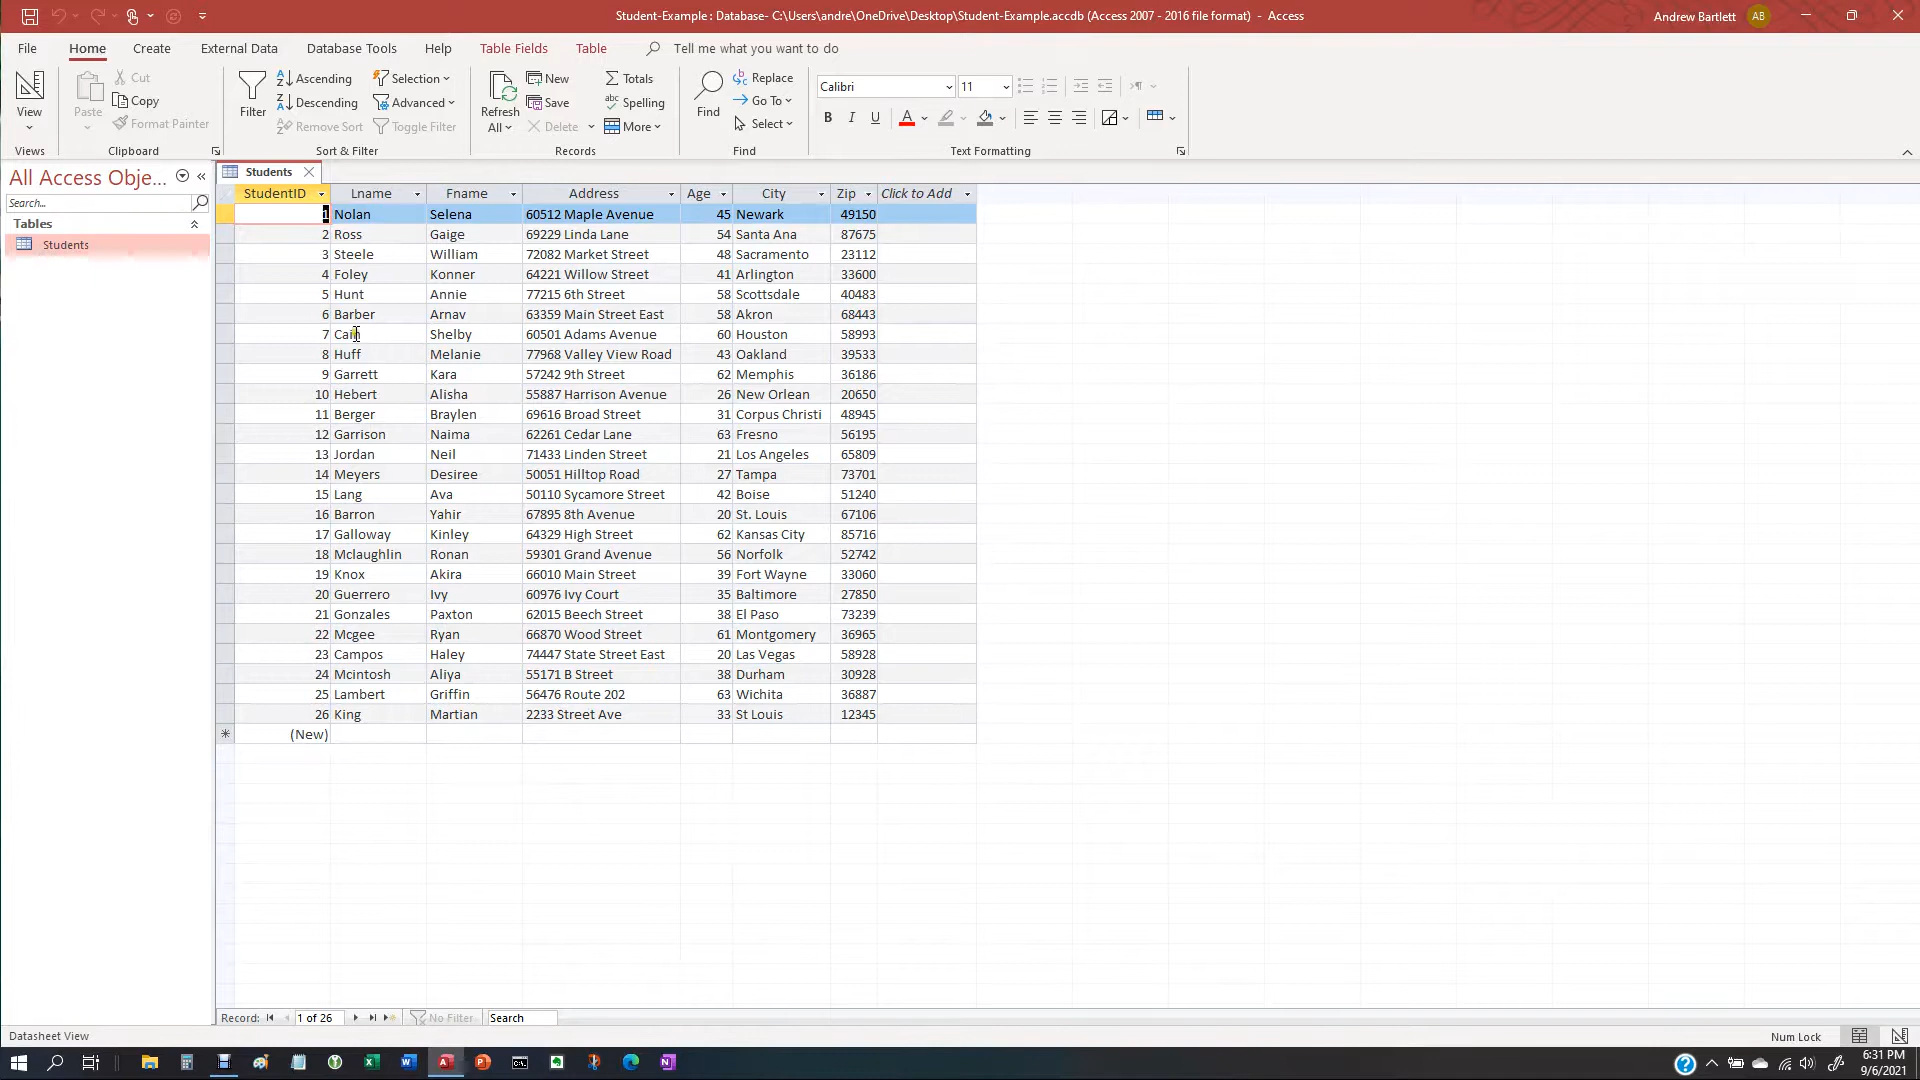 Student-Example : Database- C:\Users\andre\OneDrive\Desktop\Student-Example.accdb (Access 2007 - 2016 file format) - Access
Andrew Bartlett AB
File Home Create External Data Database Tools Help Table Fields Table Tell me what you want to do
View
Views
Paste
Cut
Copy
Format Painter
Clipboard
Filter
Ascending
Descending
Remove Sort
Selection
Advanced
Toggle Filter
Sort & Filter
Refresh All
New
Save
Delete
Totals
Spelling
More
Records
Find
Replace
Go To
Select
Find
Calibri 11
B I U A
Text Formatting
All Access Obje...
Search...
Tables
Students
Students
StudentID Lname Fname Address Age City Zip Click to Add
1 Nolan Selena 60512 Maple Avenue 45 Newark 49150
2 Ross Gaige 69229 Linda Lane 54 Santa Ana 87675
3 Steele William 72082 Market Street 48 Sacramento 23112
4 Foley Konner 64221 Willow Street 41 Arlington 33600
5 Hunt Annie 77215 6th Street 58 Scottsdale 40483
6 Barber Arnav 63359 Main Street East 58 Akron 68443
7 Cain Shelby 60501 Adams Avenue 60 Houston 58993
8 Huff Melanie 77968 Valley View Road 43 Oakland 39533
9 Garrett Kara 57242 9th Street 62 Memphis 36186
10 Hebert Alisha 55887 Harrison Avenue 26 New Orlean 20650
11 Berger Braylen 69616 Broad Street 31 Corpus Christi 48945
12 Garrison Naima 62261 Cedar Lane 63 Fresno 56195
13 Jordan Neil 71433 Linden Street 21 Los Angeles 65809
14 Meyers Desiree 50051 Hilltop Road 27 Tampa 73701
15 Lang Ava 50110 Sycamore Street 42 Boise 51240
16 Barron Yahir 67895 8th Avenue 20 St. Louis 67106
17 Galloway Kinley 64329 High Street 62 Kansas City 85716
18 Mclaughlin Ronan 59301 Grand Avenue 56 Norfolk 52742
19 Knox Akira 66010 Main Street 39 Fort Wayne 33060
20 Guerrero Ivy 60976 Ivy Court 35 Baltimore 27850
21 Gonzales Paxton 62015 Beech Street 38 El Paso 73239
22 Mcgee Ryan 66870 Wood Street 61 Montgomery 36965
23 Campos Haley 74447 State Street East 20 Las Vegas 58928
24 Mcintosh Aliya 55171 B Street 38 Durham 30928
25 Lambert Griffin 56476 Route 202 63 Wichita 36887
26 King Martian 2233 Street Ave 33 St Louis 12345
(New)
Record: 1 of 26 No Filter Search
Datasheet View
Num Lock
6:31 PM
9/6/2021